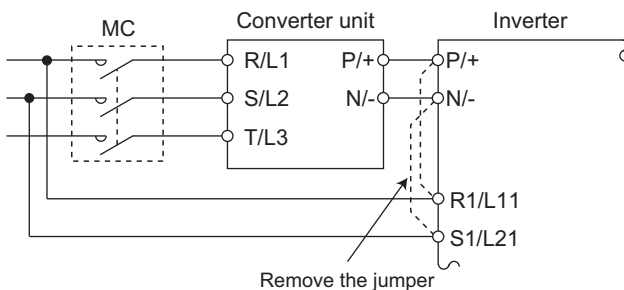 MC
Converter unit
Inverter
R/L1
P/+
P/+
S/L2
N/-
N/-
T/L3
R1/L11
S1/L21
Remove the jumper